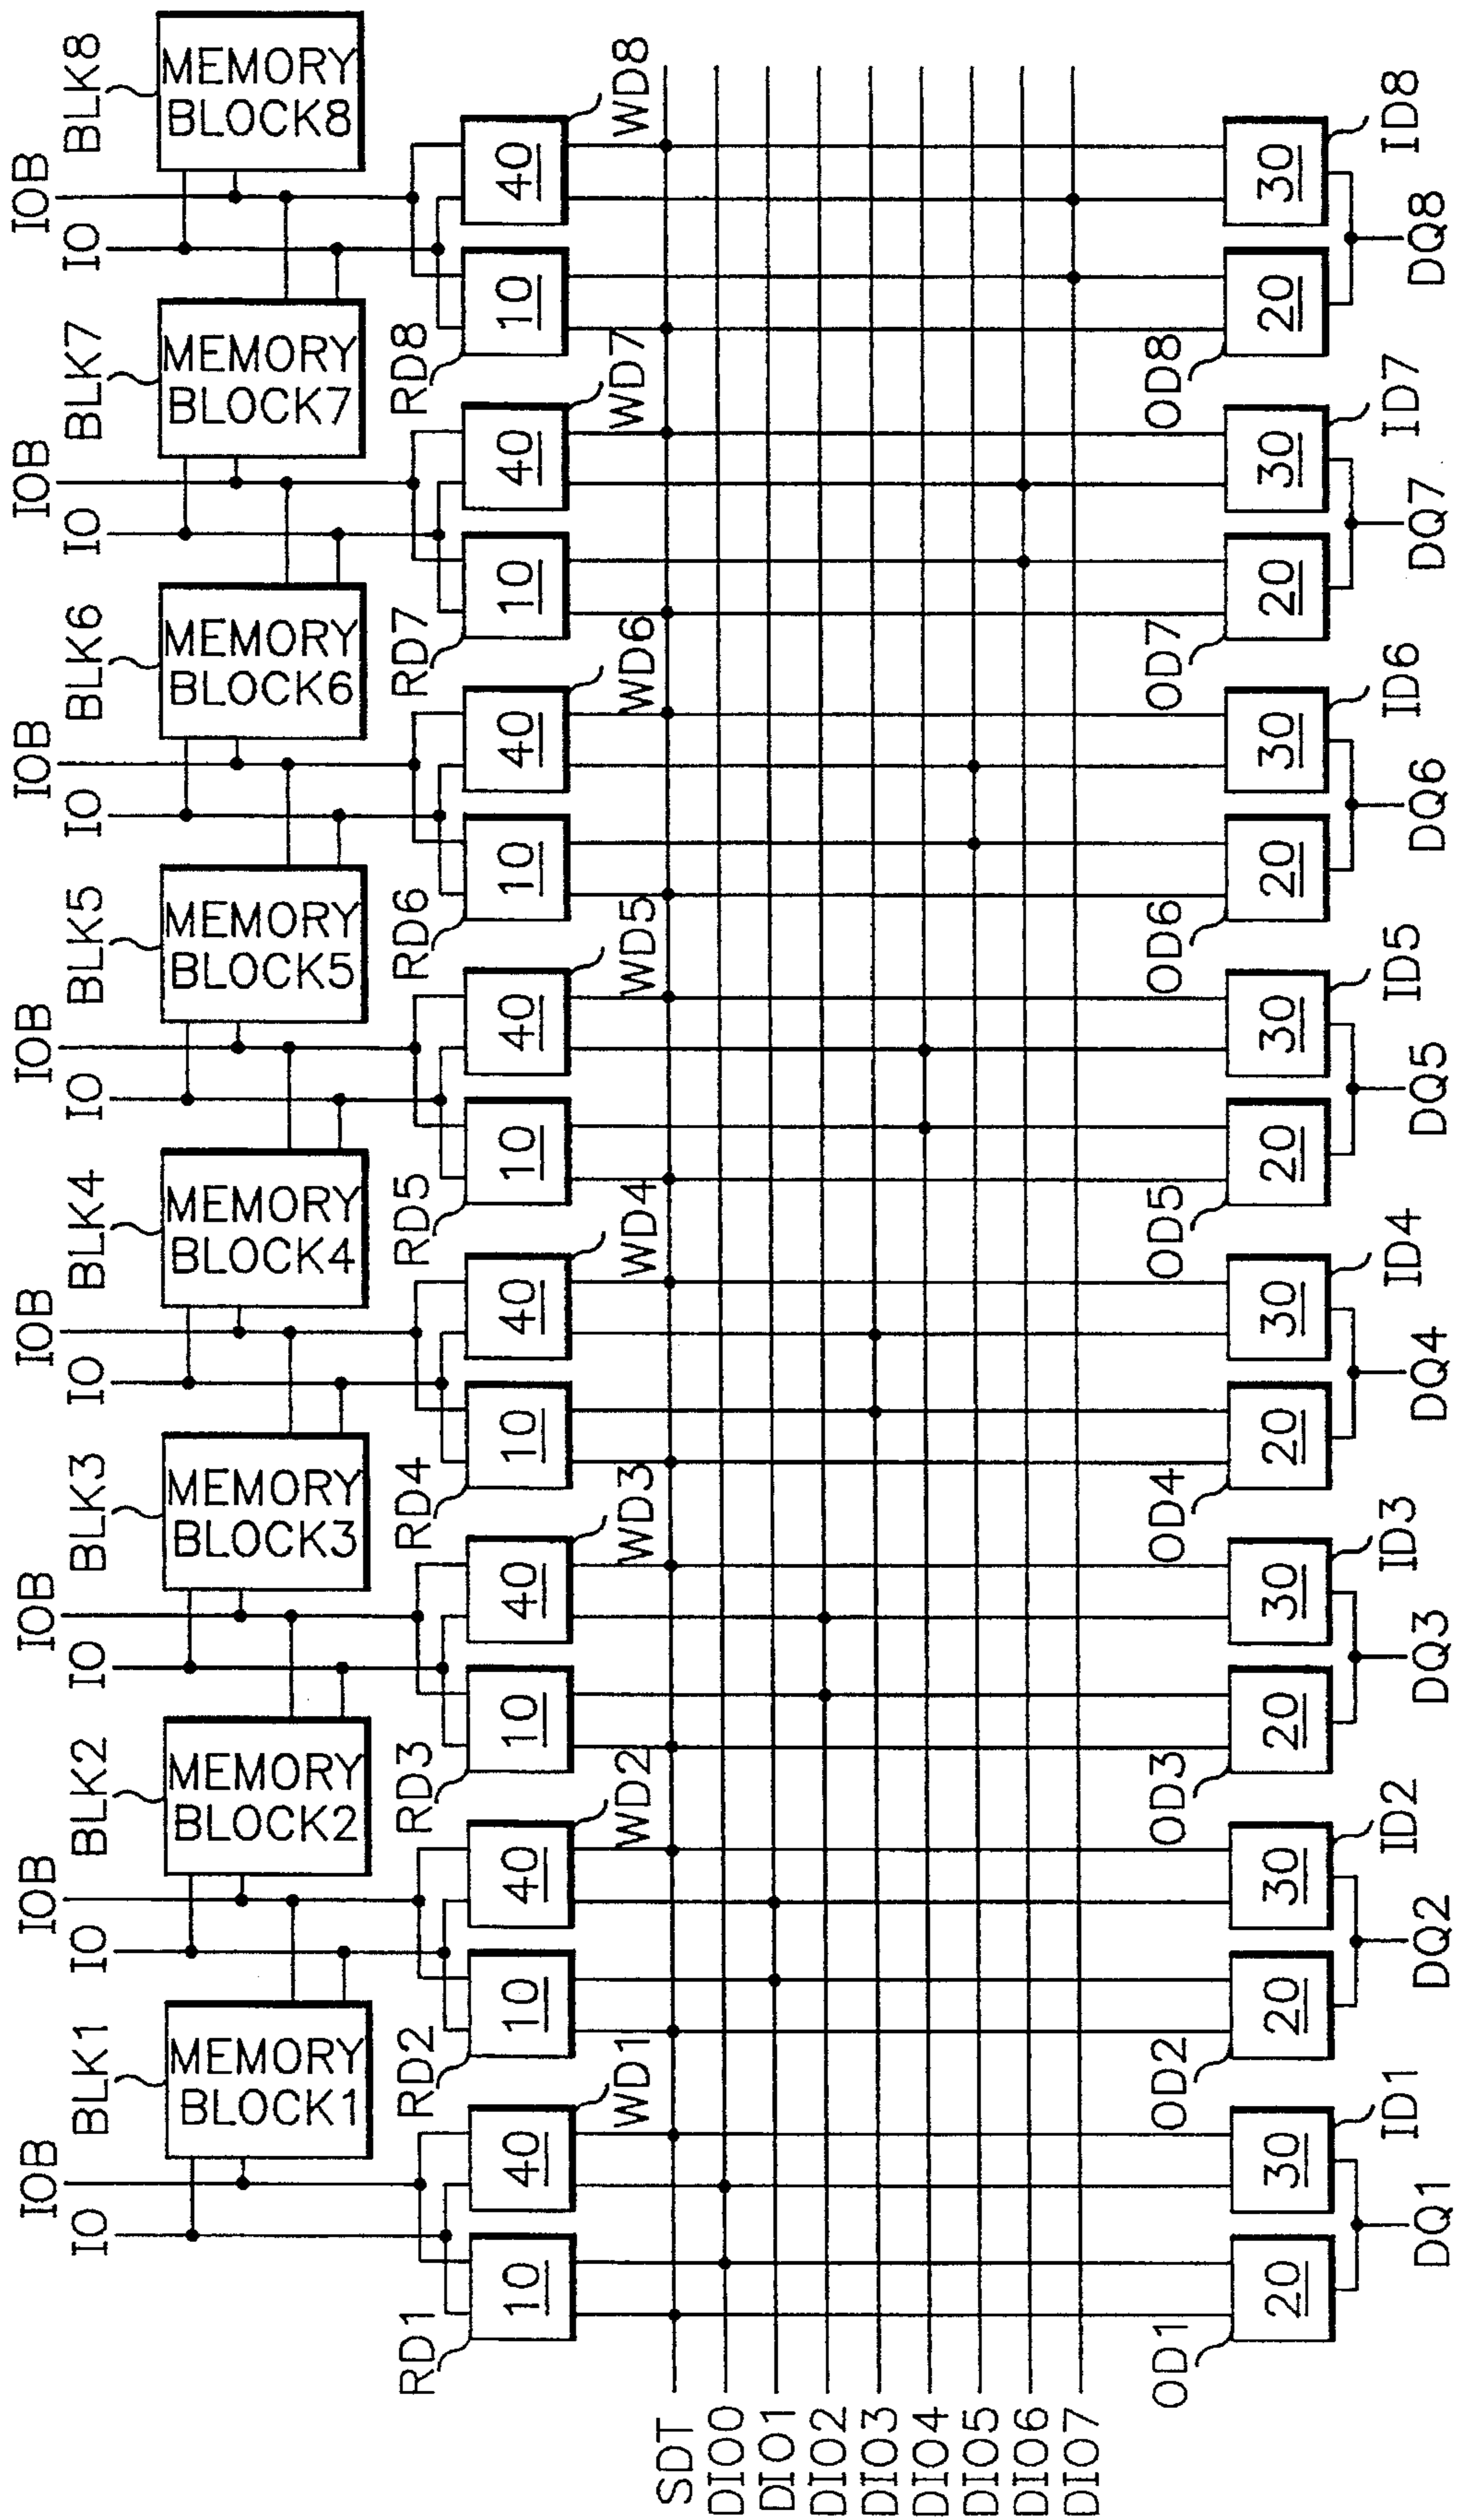 IOB
IO
IOB
IO
IOB
IO
IOB
IO
IOB
IO
IOB
IO
IOB
IO
IOB
IO
BLK1
BLK2
BLK3
BLK4
BLK5
BLK6
BLK7
BLK8
MEMORY
BLOCK1
MEMORY
BLOCK2
MEMORY
BLOCK3
MEMORY
BLOCK4
MEMORY
BLOCK5
MEMORY
BLOCK6
MEMORY
BLOCK7
MEMORY
BLOCK8
RD1
RD2
RD3
RD4
RD5
RD6
RD7
RD8
10
40
10
40
10
40
10
40
10
40
10
40
10
40
10
40
WD1
WD2
WD3
WD4
WD5
WD6
WD7
WD8
SDT
DIO0
DIO1
DIO2
DIO3
DIO4
DIO5
DIO6
DIO7
OD1
OD2
OD3
OD4
OD5
OD6
OD7
OD8
20
30
20
30
20
30
20
30
20
30
20
30
20
30
20
30
ID1
ID2
ID3
ID4
ID5
ID6
ID7
ID8
DQ1
DQ2
DQ3
DQ4
DQ5
DQ6
DQ7
DQ8